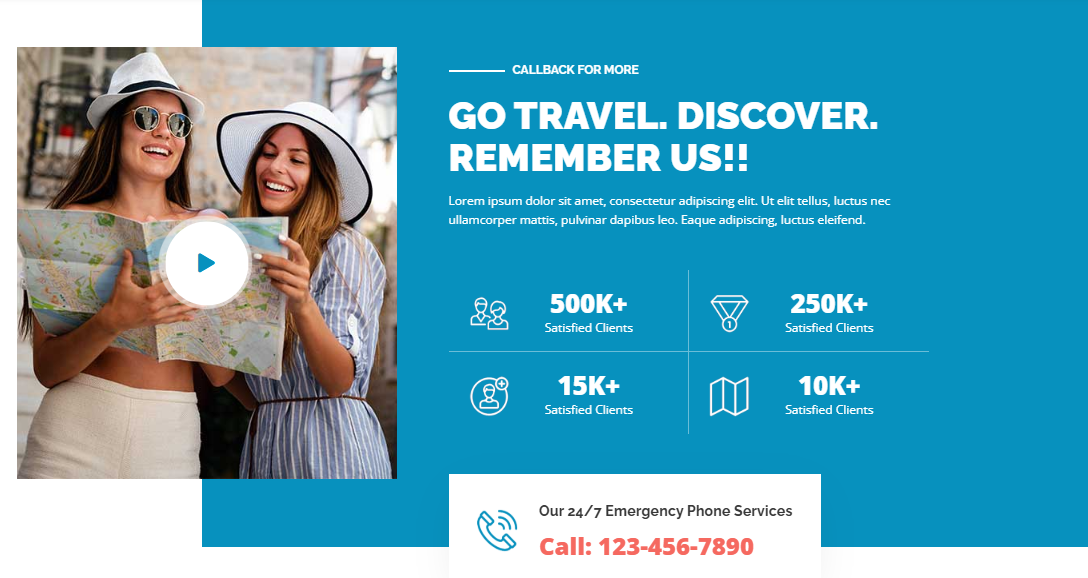 CALLBACK FOR MORE
GO TRAVEL. DISCOVER.
REMEMBER US!!
Lorem ipsum dolor sit amet, consectetur adipiscing elit. Ut elit tellus, luctus nec
ullamcorper mattis, pulvinar dapibus leo. Eaque adipiscing, luctus eleifend.
500K+
Satisfied Clients
250K+
Satisfied Clients
1
15K+
Satisfied Clients
10K+
Satisfied Clients
Our 24/7 Emergency Phone Services
Call: 123-456-7890